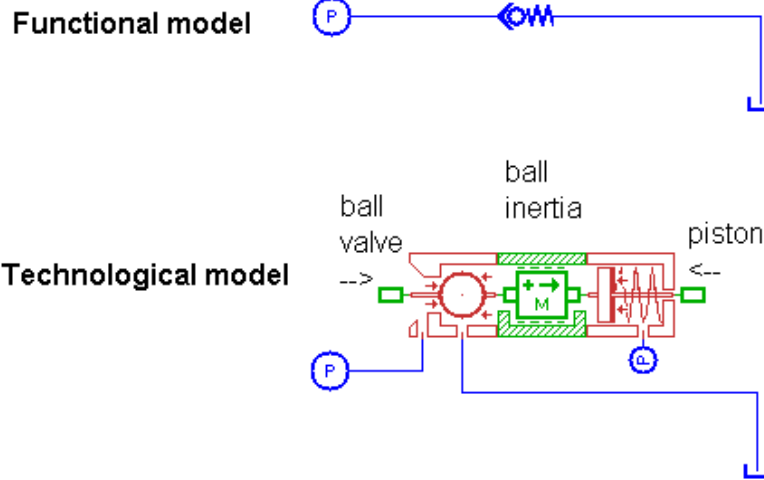 Functional model
P
ball
inertia
ball
valve
-->
piston
<--
Technological model
M
P
P